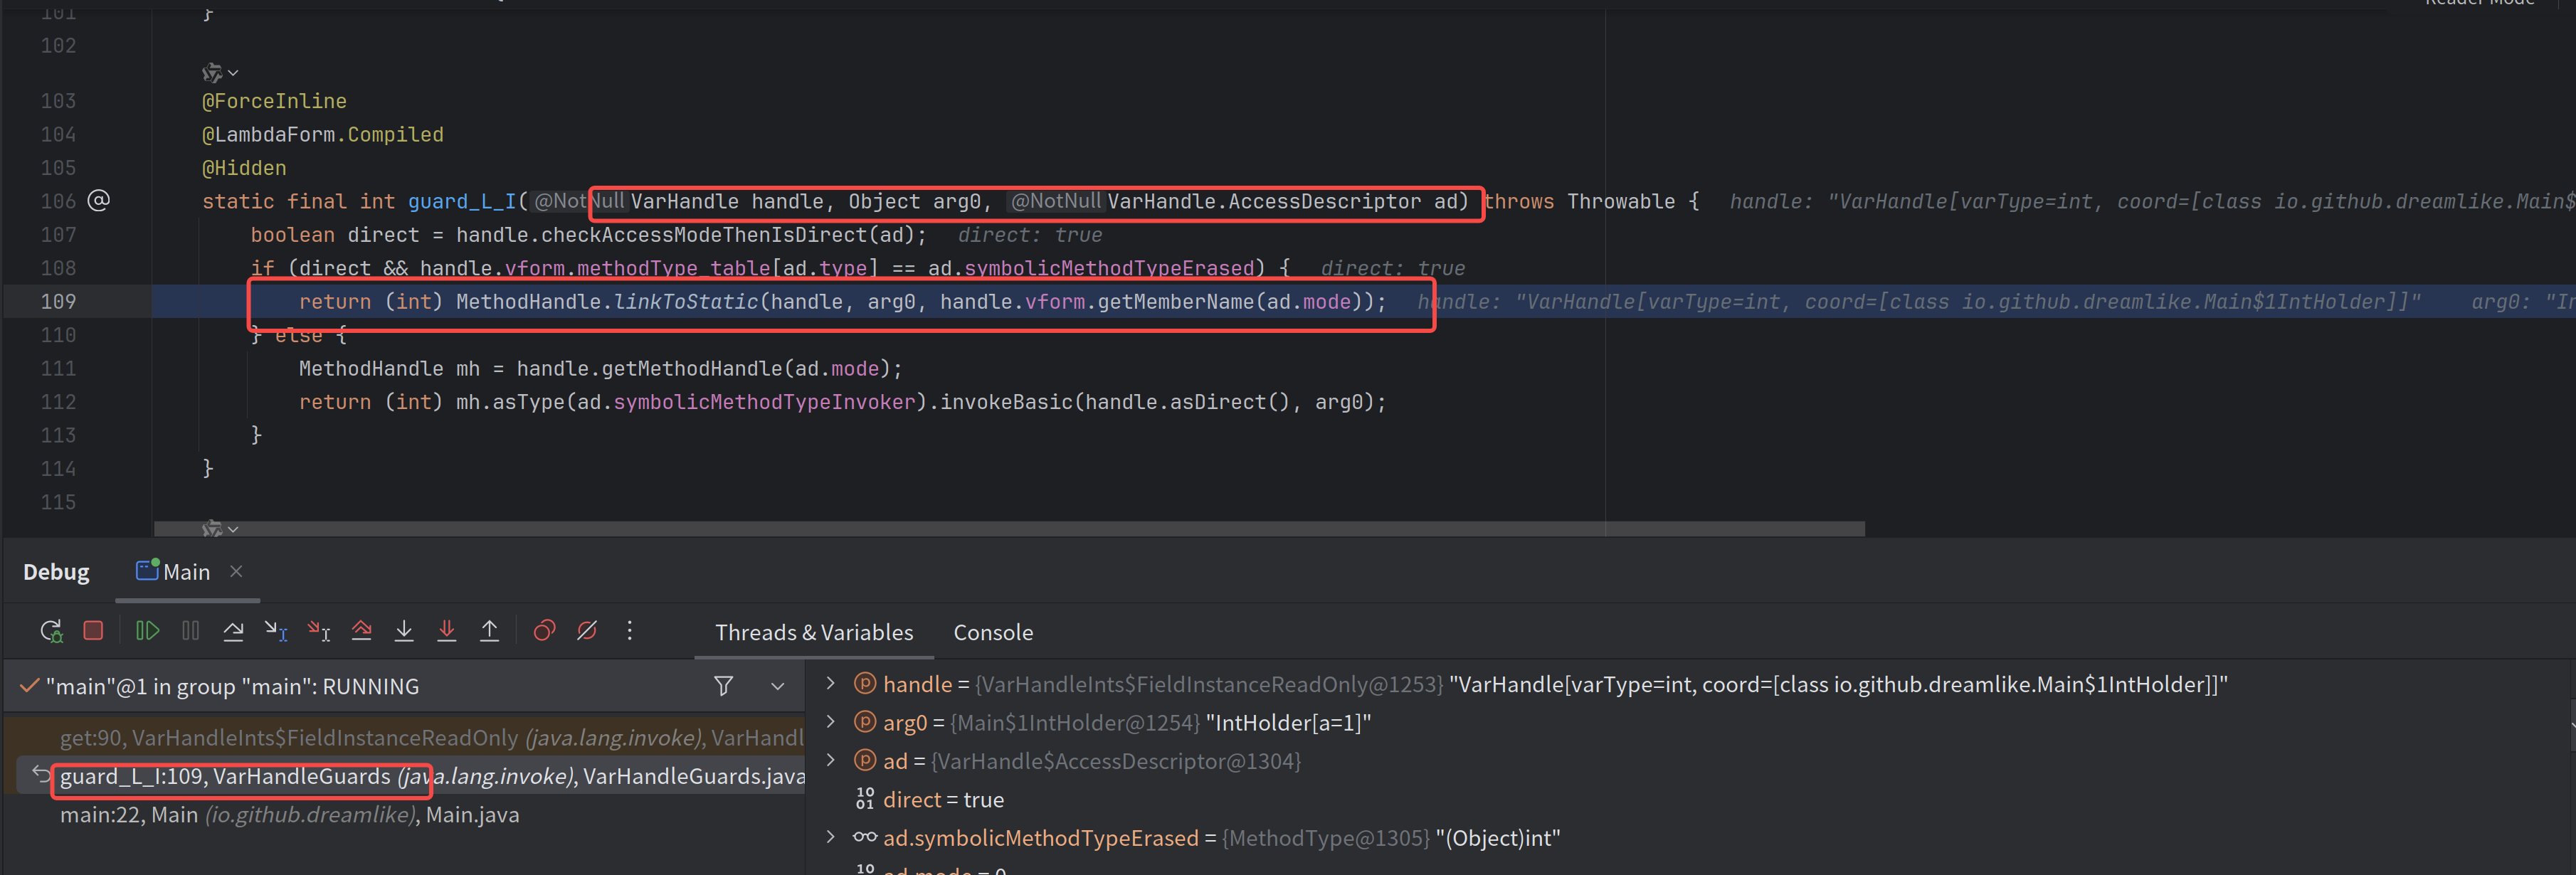 101 }
Reader Mode
102
103 @ForceInline
104 @LambdaForm.Compiled
105 @Hidden
106 @ static final int guard_L_I( @NotNull VarHandle handle, Object arg0, @NotNull VarHandle.AccessDescriptor ad) throws Throwable { handle: "VarHandle[varType=int, coord=[class io.github.dreamlike.Main$
107 boolean direct = handle.checkAccessModeThenIsDirect(ad); direct: true
108 if (direct && handle.vform.methodType_table[ad.type] == ad.symbolicMethodTypeErased) { direct: true
109 return (int) MethodHandle.linkToStatic(handle, arg0, handle.vform.getMemberName(ad.mode)); handle: "VarHandle[varType=int, coord=[class io.github.dreamlike.Main$1IntHolder]]" arg0: "In
110 } else {
111 MethodHandle mh = handle.getMethodHandle(ad.mode);
112 return (int) mh.asType(ad.symbolicMethodTypeInvoker).invokeBasic(handle.asDirect(), arg0);
113 }
114 }
115
Debug Main
Threads & Variables Console
"main"@1 in group "main": RUNNING
get:90, VarHandleInts$FieldInstanceReadOnly (java.lang.invoke), VarHandl
guard_L_I:109, VarHandleGuards (java.lang.invoke), VarHandleGuards.java
main:22, Main (io.github.dreamlike), Main.java
handle = {VarHandleInts$FieldInstanceReadOnly@1253} "VarHandle[varType=int, coord=[class io.github.dreamlike.Main$1IntHolder]]"
arg0 = {Main$1IntHolder@1254} "IntHolder[a=1]"
ad = {VarHandle$AccessDescriptor@1304}
direct = true
ad.symbolicMethodTypeErased = {MethodType@1305} "(Object)int"
ad.mode = 0